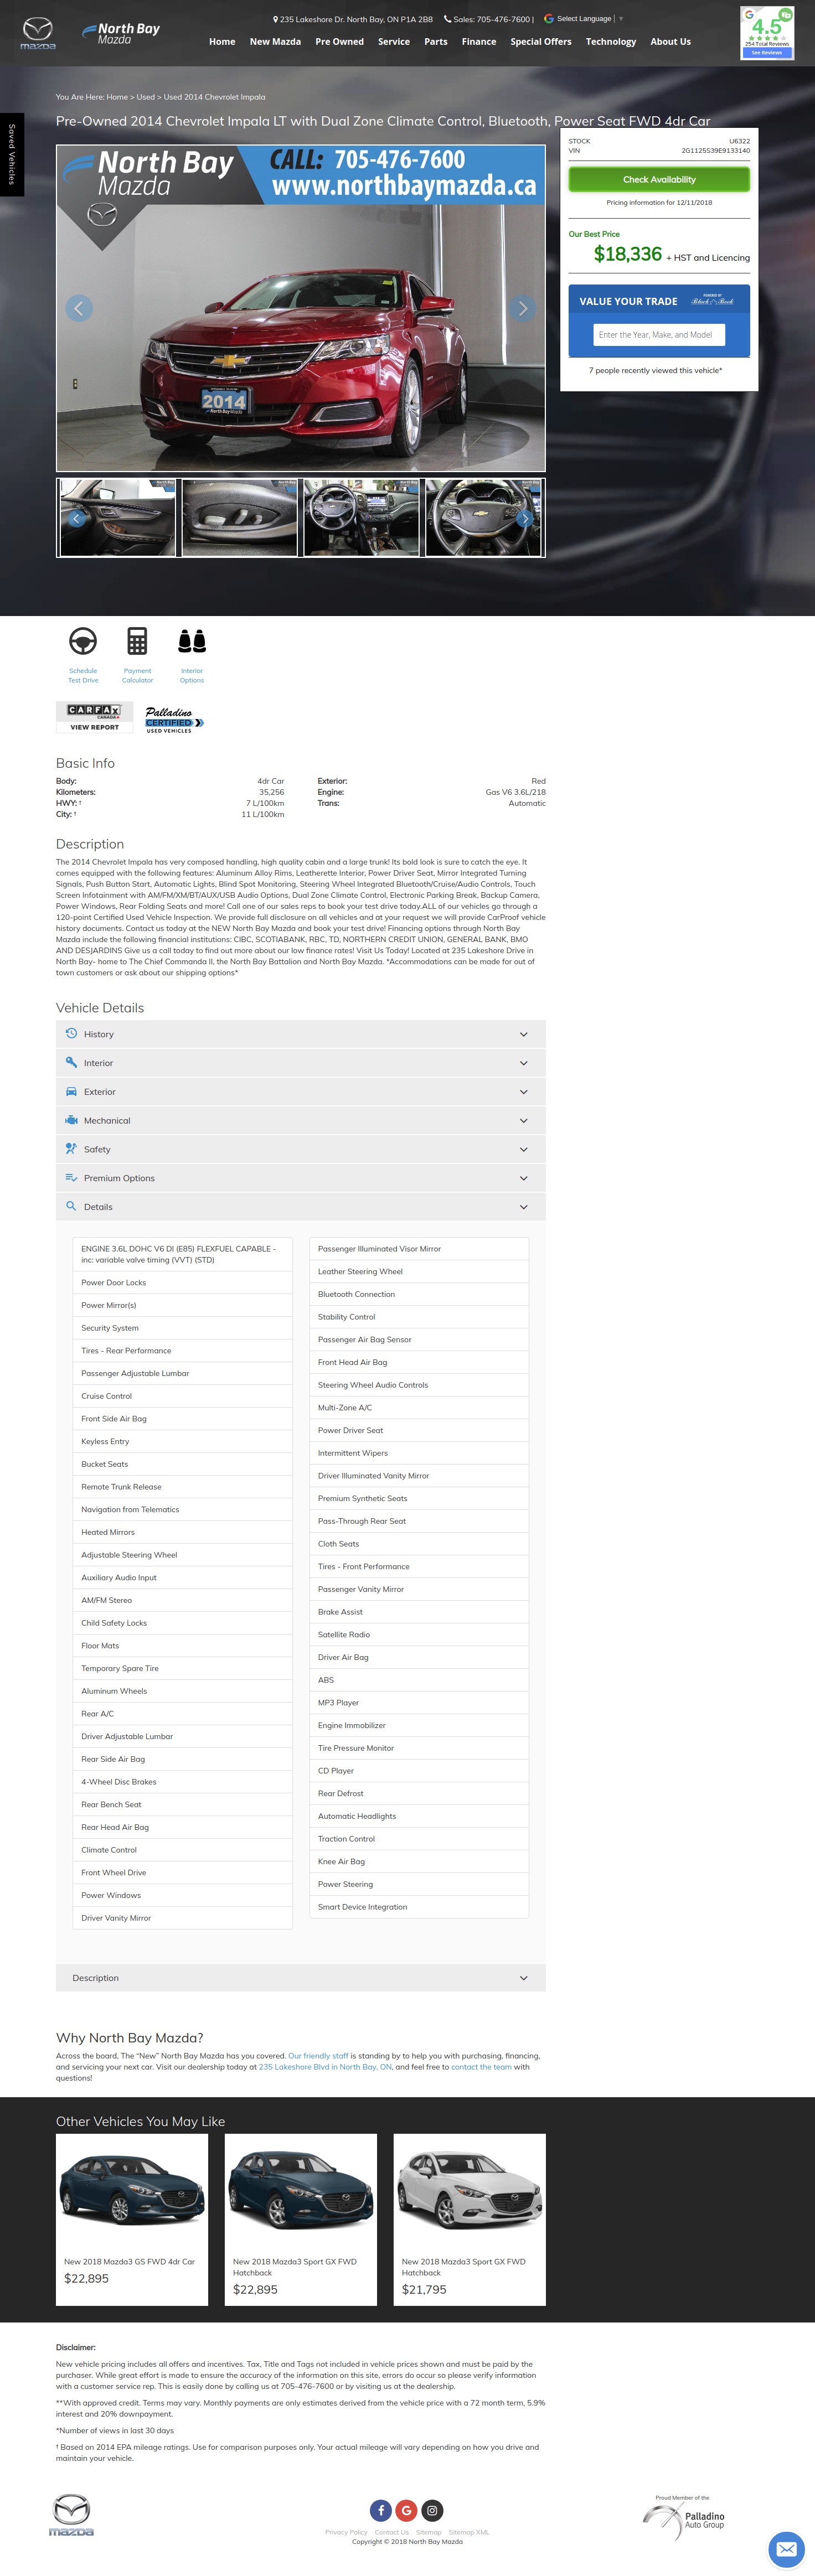 235 Lakeshore Dr. North Bay, ON P1A 2B8
Sales: 705-476-7600 |
Select Language ▼
mazda
North Bay
Mazda
Home New Mazda Pre Owned Service Parts Finance Special Offers Technology About Us
4.5
254 Total Reviews
See Reviews
Saved Vehicles
You Are Here: Home > Used > Used 2014 Chevrolet Impala
Pre-Owned 2014 Chevrolet Impala LT with Dual Zone Climate Control, Bluetooth, Power Seat FWD 4dr Car
North Bay
Mazda
CALL: 705-476-7600
www.northbaymazda.ca
2014
North Bay Mazda
STOCK U6322
VIN 2G1125S39E9133140
Check Availability
Pricing information for 12/11/2018
Our Best Price
$18,336 + HST and Licencing
VALUE YOUR TRADE
POWERED BY
Black Book
Enter the Year, Make, and Model
7 people recently viewed this vehicle*
Schedule
Test Drive
Payment
Calculator
Interior
Options
CARFAX
CANADA
VIEW REPORT
Palladino
CERTIFIED
USED VEHICLES
Basic Info
Body: 4dr Car
Kilometers: 35,256
HWY: † 7 L/100km
City: † 11 L/100km
Exterior: Red
Engine: Gas V6 3.6L/218
Trans: Automatic
Description
The 2014 Chevrolet Impala has very composed handling, high quality cabin and a large trunk! Its bold look is sure to catch the eye. It
comes equipped with the following features: Aluminum Alloy Rims, Leatherette Interior, Power Driver Seat, Mirror Integrated Turning
Signals, Push Button Start, Automatic Lights, Blind Spot Monitoring, Steering Wheel Integrated Bluetooth/Cruise/Audio Controls, Touch
Screen Infotainment with AM/FM/XM/BT/AUX/USB Audio Options, Dual Zone Climate Control, Electronic Parking Break, Backup Camera,
Power Windows, Rear Folding Seats and more! Call one of our sales reps to book your test drive today.ALL of our vehicles go through a
120-point Certified Used Vehicle Inspection. We provide full disclosure on all vehicles and at your request we will provide CarProof vehicle
history documents. Contact us today at the NEW North Bay Mazda and book your test drive! Financing options through North Bay
Mazda include the following financial institutions: CIBC, SCOTIABANK, RBC, TD, NORTHERN CREDIT UNION, GENERAL BANK, BMO
AND DESJARDINS Give us a call today to find out more about our low finance rates! Visit Us Today! Located at 235 Lakeshore Drive in
North Bay- home to The Chief Commanda II, the North Bay Battalion and North Bay Mazda. *Accommodations can be made for out of
town customers or ask about our shipping options*
Vehicle Details
History
Interior
Exterior
Mechanical
Safety
Premium Options
Details
ENGINE 3.6L DOHC V6 DI (E85) FLEXFUEL CAPABLE -
inc: variable valve timing (VVT) (STD)
Power Door Locks
Power Mirror(s)
Security System
Tires - Rear Performance
Passenger Adjustable Lumbar
Cruise Control
Front Side Air Bag
Keyless Entry
Bucket Seats
Remote Trunk Release
Navigation from Telematics
Heated Mirrors
Adjustable Steering Wheel
Auxiliary Audio Input
AM/FM Stereo
Child Safety Locks
Floor Mats
Temporary Spare Tire
Aluminum Wheels
Rear A/C
Driver Adjustable Lumbar
Rear Side Air Bag
4-Wheel Disc Brakes
Rear Bench Seat
Rear Head Air Bag
Climate Control
Front Wheel Drive
Power Windows
Driver Vanity Mirror
Passenger Illuminated Visor Mirror
Leather Steering Wheel
Bluetooth Connection
Stability Control
Passenger Air Bag Sensor
Front Head Air Bag
Steering Wheel Audio Controls
Multi-Zone A/C
Power Driver Seat
Intermittent Wipers
Driver Illuminated Vanity Mirror
Premium Synthetic Seats
Pass-Through Rear Seat
Cloth Seats
Tires - Front Performance
Passenger Vanity Mirror
Brake Assist
Satellite Radio
Driver Air Bag
ABS
MP3 Player
Engine Immobilizer
Tire Pressure Monitor
CD Player
Rear Defrost
Automatic Headlights
Traction Control
Knee Air Bag
Power Steering
Smart Device Integration
Description
Why North Bay Mazda?
Across the board, The “New” North Bay Mazda has you covered. Our friendly staff is standing by to help you with purchasing, financing,
and servicing your next car. Visit our dealership today at 235 Lakeshore Blvd in North Bay, ON, and feel free to contact the team with
questions!
Other Vehicles You May Like
New 2018 Mazda3 GS FWD 4dr Car
$22,895
New 2018 Mazda3 Sport GX FWD
Hatchback
$22,895
New 2018 Mazda3 Sport GX FWD
Hatchback
$21,795
Disclaimer:
New vehicle pricing includes all offers and incentives. Tax, Title and Tags not included in vehicle prices shown and must be paid by the
purchaser. While great effort is made to ensure the accuracy of the information on this site, errors do occur so please verify information
with a customer service rep. This is easily done by calling us at 705-476-7600 or by visiting us at the dealership.
**With approved credit. Terms may vary. Monthly payments are only estimates derived from the vehicle price with a 72 month term, 5.9%
interest and 20% downpayment.
*Number of views in last 30 days
† Based on 2014 EPA mileage ratings. Use for comparison purposes only. Your actual mileage will vary depending on how you drive and
maintain your vehicle.
mazda
Privacy Policy Contact Us Sitemap Sitemap XML
Copyright © 2018 North Bay Mazda
Proud Member of the
Palladino
Auto Group